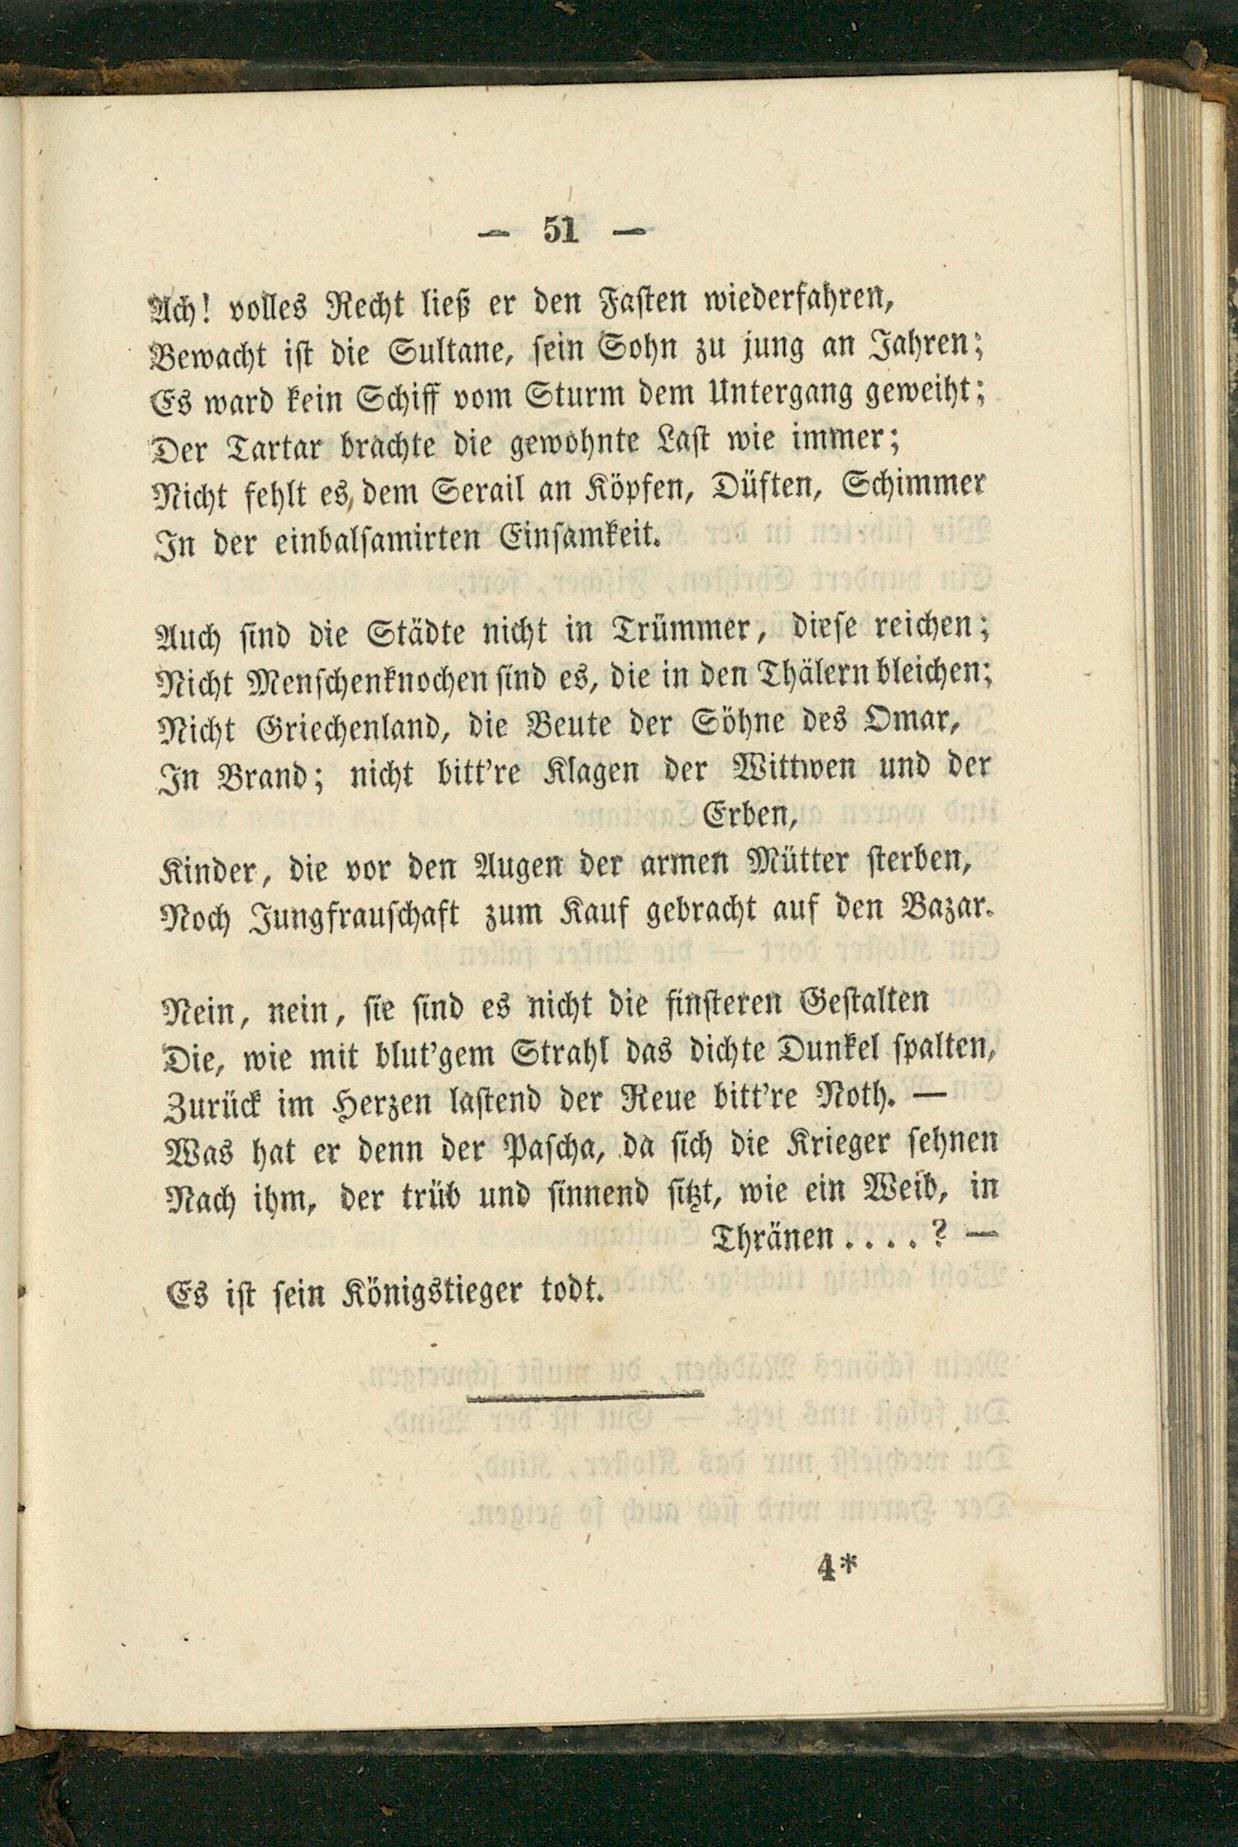 — 51 —
Ach! volles Recht ließ er den Fasten wiederfahren,
Bewacht ist die Sultane, sein Sohn zu jung an Jahren;
Es ward kein Schiff vom Sturm dem Untergang geweiht;
Der Tartar brachte die gewohnte Last wie immer;
Nicht fehlt es, dem Serail an Köpfen, Düften, Schimmer
In der einbalsamirten Einsamkeit.
Auch sind die Städte nicht in Trümmer, diese reichen;
Nicht Menschenknochen sind es, die in den Thälern bleichen;
Nicht Griechenland, die Beute der Söhne des Omar,
In Brand; nicht bitt're Klagen der Wittwen und der
Erben,
Kinder, die vor den Augen der armen Mütter sterben,
Noch Jungfrauschaft zum Kauf gebracht auf den Bazar.
Nein, nein, sie sind es nicht die finsteren Gestalten
Die, wie mit blut'gem Strahl das dichte Dunkel spalten,
Zurück im Herzen lastend der Reue bitt're Noth. —
Was hat er denn der Pascha, da sich die Krieger sehnen
Nach ihm, der trüb und sinnend sitzt, wie ein Weib, in
Thränen....? —
Es ist sein Königstieger todt.
4*